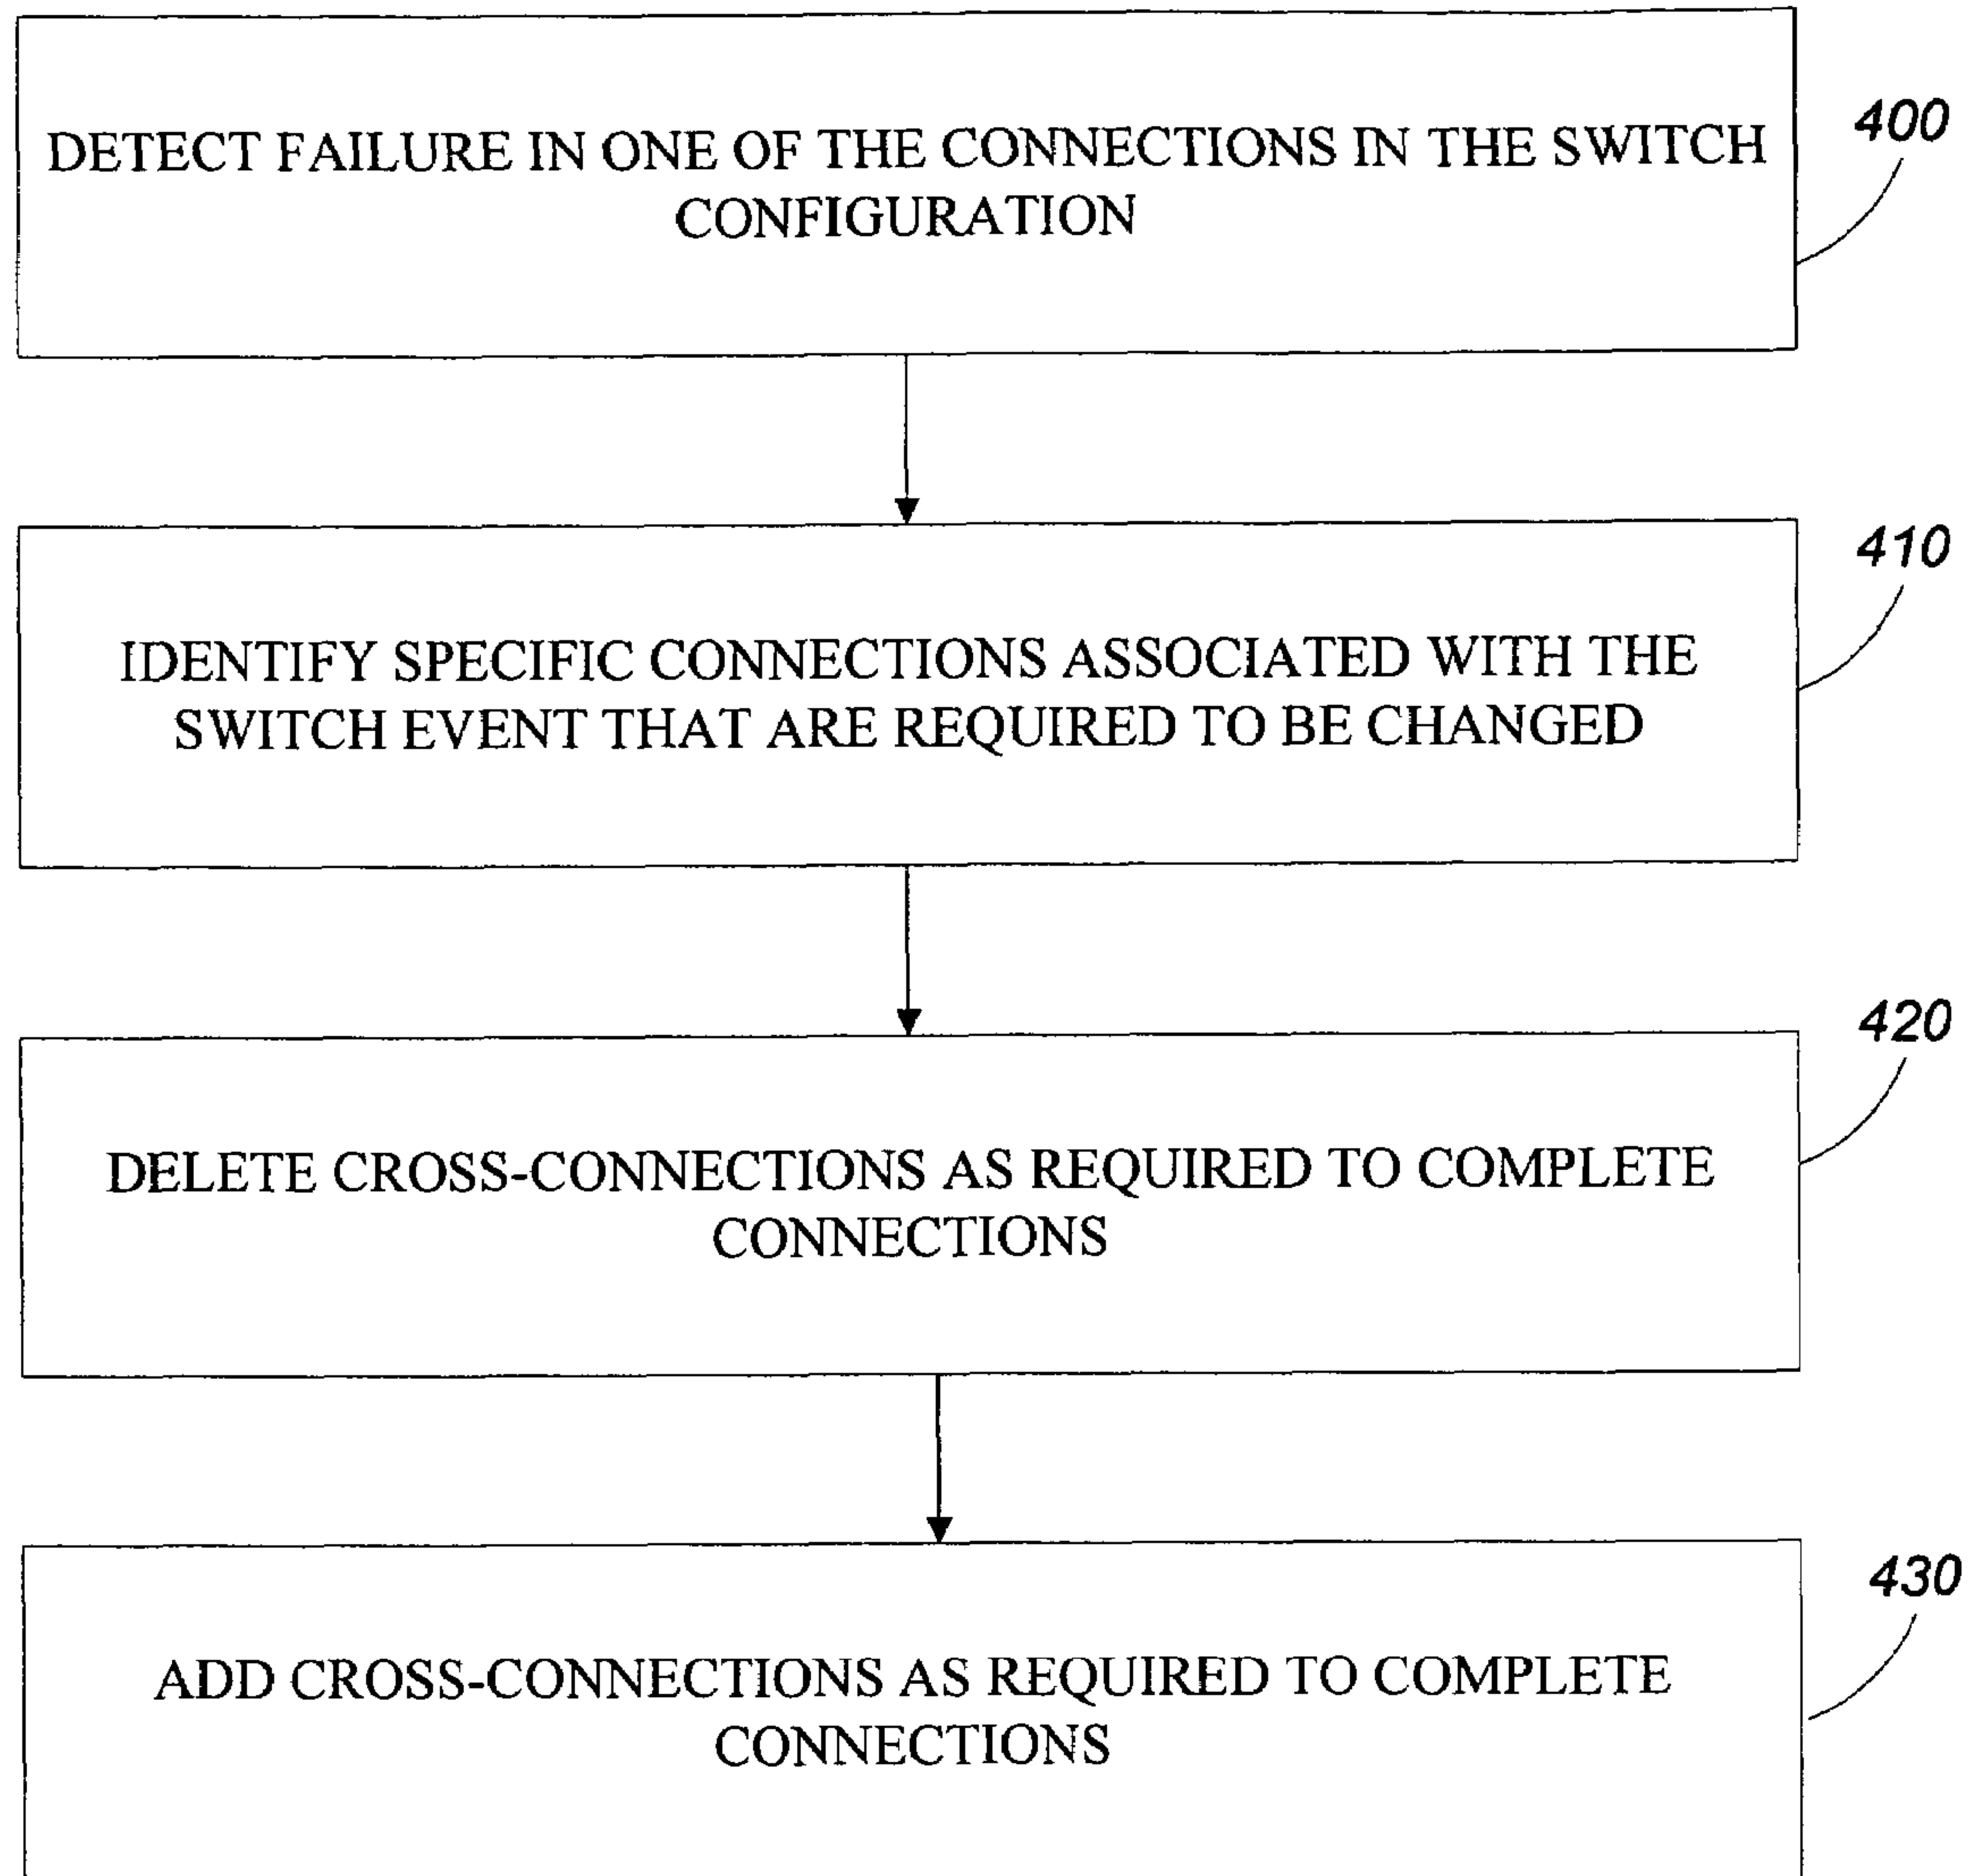 DETECT FAILURE IN ONE OF THE CONNECTIONS IN THE SWITCH
CONFIGURATION
400
IDENTIFY SPECIFIC CONNECTIONS ASSOCIATED WITH THE
SWITCH EVENT THAT ARE REQUIRED TO BE CHANGED
410
DELETE CROSS-CONNECTIONS AS REQUIRED TO COMPLETE
CONNECTIONS
420
ADD CROSS-CONNECTIONS AS REQUIRED TO COMPLETE
CONNECTIONS
430